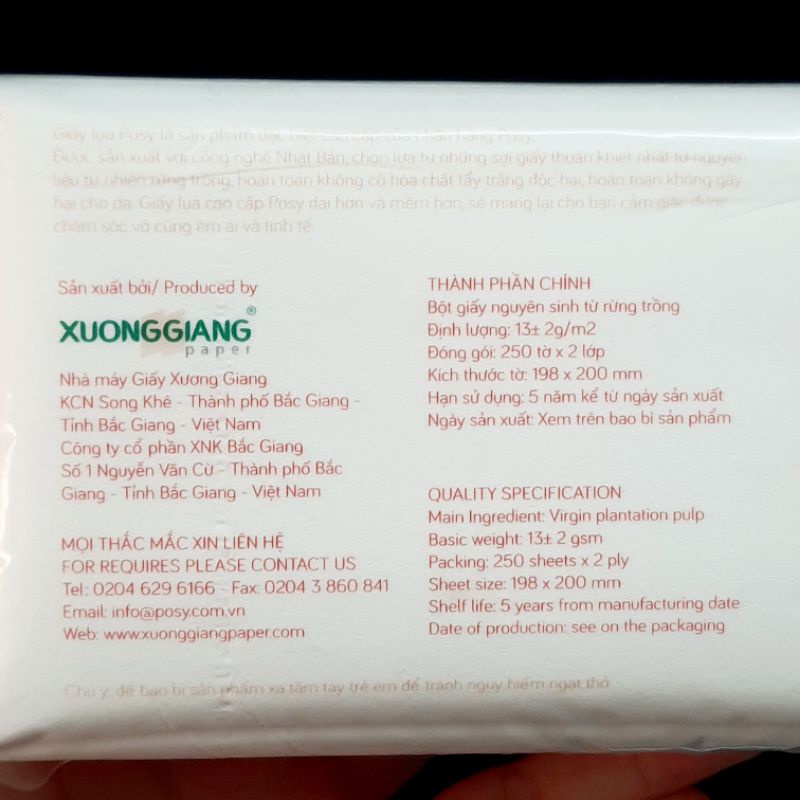 Giấy lụa Posy là sản phẩm đặc biệt cao cấp của nhãn hàng Posy.
Được sản xuất với công nghệ Nhật Bản, chọn lựa từ những sợi giấy thuần khiết nhất từ nguyên
liệu tự nhiên rừng trồng, hoàn toàn không có hóa chất tẩy trắng độc hại, hoàn toàn không gây
hại cho da. Giấy lụa cao cấp Posy dai hơn và mềm hơn, sẽ mang lại cho bạn cảm giác được
chăm sóc vô cùng êm ái và tinh tế.
Sản xuất bởi/ Produced by
XUONGGIANG®
paper
Nhà máy Giấy Xương Giang
KCN Song Khê - Thành phố Bắc Giang -
Tỉnh Bắc Giang - Việt Nam
Công ty cổ phần XNK Bắc Giang
Số 1 Nguyễn Văn Cừ - Thành phố Bắc
Giang - Tỉnh Bắc Giang - Việt Nam
MỌI THẮC MẮC XIN LIÊN HỆ
FOR REQUIRES PLEASE CONTACT US
Tel: 0204 629 6166 - Fax: 0204 3 860 841
Email: info@posy.com.vn
Web: www.xuonggiangpaper.com
THÀNH PHẦN CHÍNH
Bột giấy nguyên sinh từ rừng trồng
Định lượng: 13± 2g/m2
Đóng gói: 250 tờ x 2 lớp
Kích thước tờ: 198 x 200 mm
Hạn sử dụng: 5 năm kể từ ngày sản xuất
Ngày sản xuất: Xem trên bao bì sản phẩm
QUALITY SPECIFICATION
Main Ingredient: Virgin plantation pulp
Basic weight: 13± 2 gsm
Packing: 250 sheets x 2 ply
Sheet size: 198 x 200 mm
Shelf life: 5 years from manufacturing date
Date of production: see on the packaging
Chú ý: để bao bì sản phẩm xa tầm tay trẻ em để tránh nguy hiểm ngạt thở